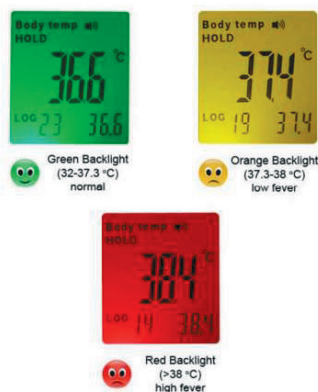 Body temp
HOLD
36.6 °C
LOG 23 36.6
Green Backlight
(32-37.3 °C)
normal
Body temp
HOLD
37.4 °C
LOG 19 37.4
Orange Backlight
(37.3-38 °C)
low fever
Body temp
HOLD
38.4 °C
LOG 14 38.4
Red Backlight
(>38 °C)
high fever